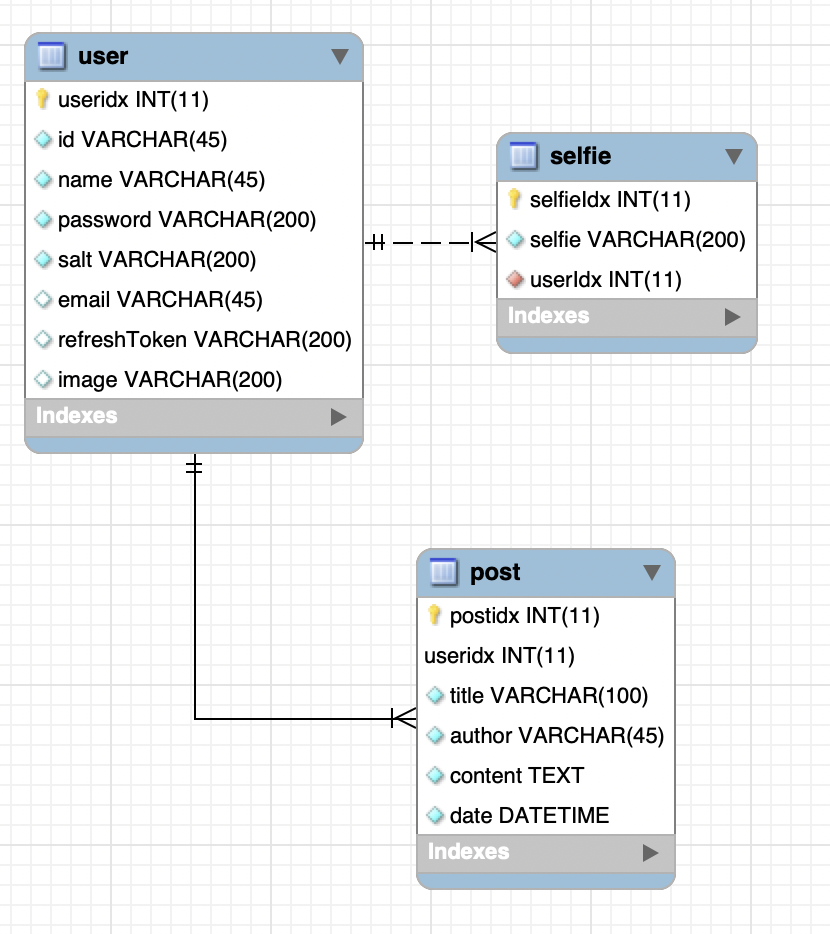 user
useridx INT(11)
id VARCHAR(45)
name VARCHAR(45)
password VARCHAR(200)
salt VARCHAR(200)
email VARCHAR(45)
refreshToken VARCHAR(200)
image VARCHAR(200)
Indexes
selfie
selfieIdx INT(11)
selfie VARCHAR(200)
userIdx INT(11)
Indexes
post
postidx INT(11)
useridx INT(11)
title VARCHAR(100)
author VARCHAR(45)
content TEXT
date DATETIME
Indexes